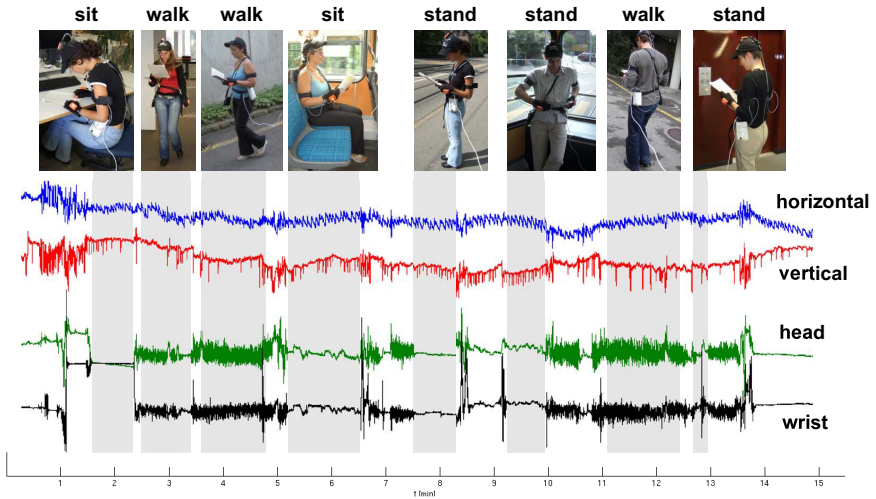 sit walk walk sit stand stand walk stand
horizontal
vertical
head
wrist
1 2 3 4 5 6 7 8 9 10 11 12 13 14 15
t [min]